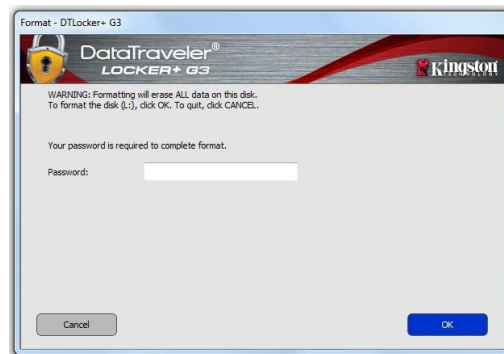 Format - DTLocker+ G3
DataTraveler®
LOCKER+ G3
Kingston
TECHNOLOGY
WARNING: Formatting will erase ALL data on this disk.
To format the disk (L:), click OK. To quit, click CANCEL.
Your password is required to complete format.
Password:
Cancel
OK